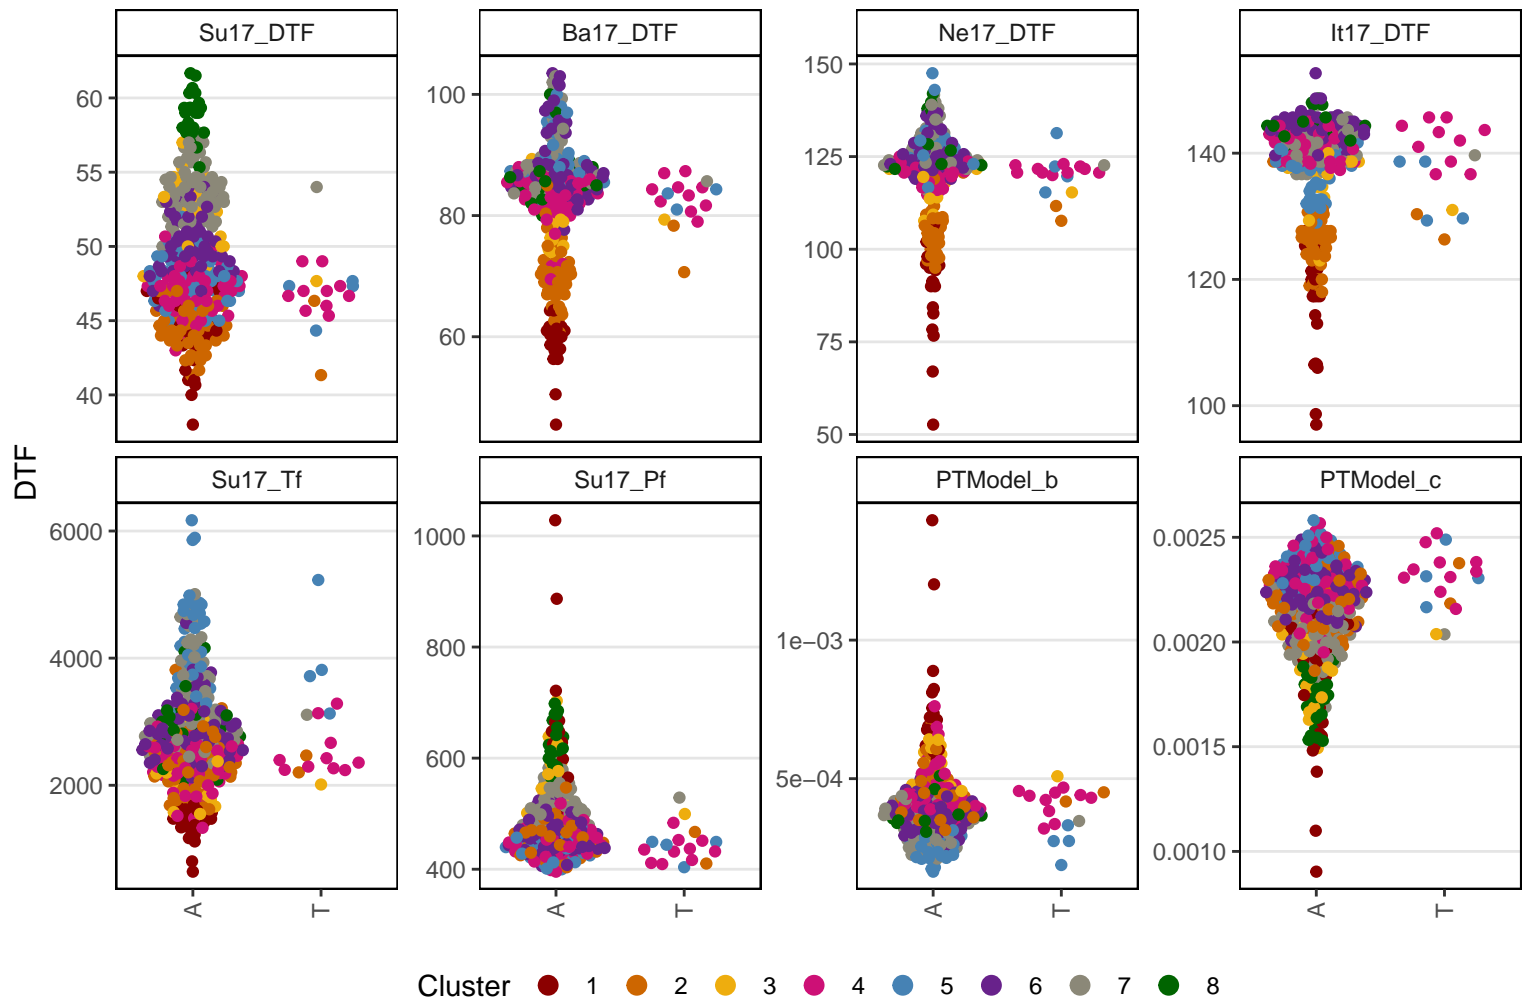 Su17_DTF Ba17_DTF Ne17_DTF It17_DTF
60 55 50 45 40
100 80 60
150 125 100 75 50
140 120 100
DTF
Su17_Tf Su17_Pf PTModel_b PTModel_c
6000 4000 2000
1000 800 600 400
1e−03 5e−04
0.0025 0.0020 0.0015 0.0010
A T A T A T A T
Cluster 1 2 3 4 5 6 7 8